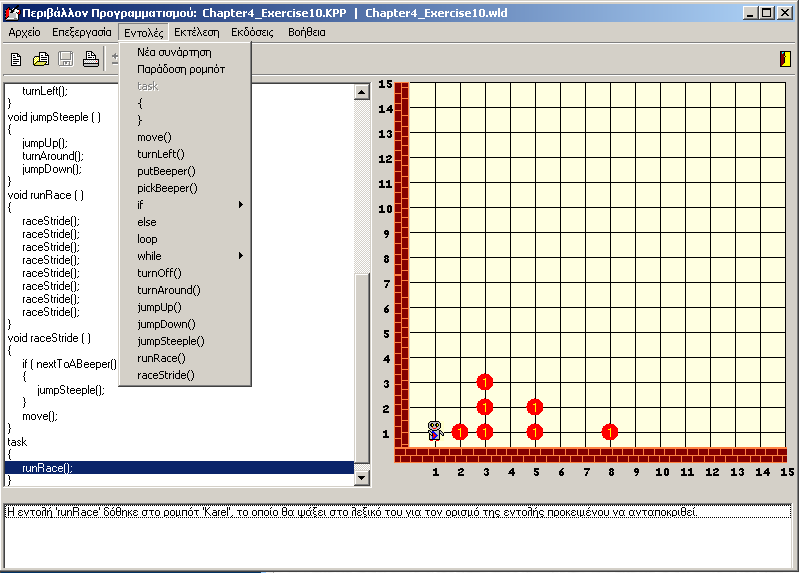 Περιβάλλον Προγραμματισμού: Chapter4_Exercise10.KPP | Chapter4_Exercise10.wld
Αρχείο Επεξεργασία Εντολές Εκτέλεση Εκδόσεις Βοήθεια
Νέα συνάρτηση
Παράδοση ρομπότ
task
{
}
move()
turnLeft()
putBeeper()
pickBeeper()
if
else
loop
while
turnOff()
turnAround()
jumpUp()
jumpDown()
jumpSteeple()
runRace()
raceStride()
turnLeft();
}
void jumpSteeple ( )
{
jumpUp();
turnAround();
jumpDown();
}
void runRace ( )
{
raceStride();
raceStride();
raceStride();
raceStride();
raceStride();
raceStride();
raceStride();
raceStride();
}
void raceStride ( )
{
if ( nextToABeeper()
{
jumpSteeple();
}
move();
}
task
{
runRace();
}
15
14
13
12
11
10
9
8
7
6
5
4
3 1
2 1 1
1 1 1 1 1
1 2 3 4 5 6 7 8 9 10 11 12 13 14 15
Η εντολή 'runRace' δόθηκε στο ρομπότ 'Karel', το οποίο θα ψάξει στο λεξικό του για τον ορισμό της εντολής προκειμένου να ανταποκριθεί.